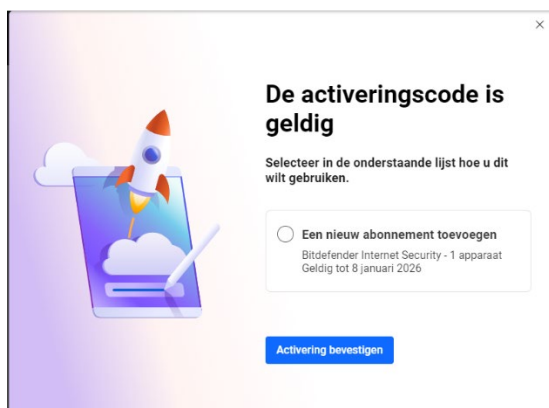 De activeringscode is
geldig
Selecteer in de onderstaande lijst hoe u dit
wilt gebruiken.
Een nieuw abonnement toevoegen
Bitdefender Internet Security - 1 apparaat
Geldig tot 8 januari 2026
Activering bevestigen